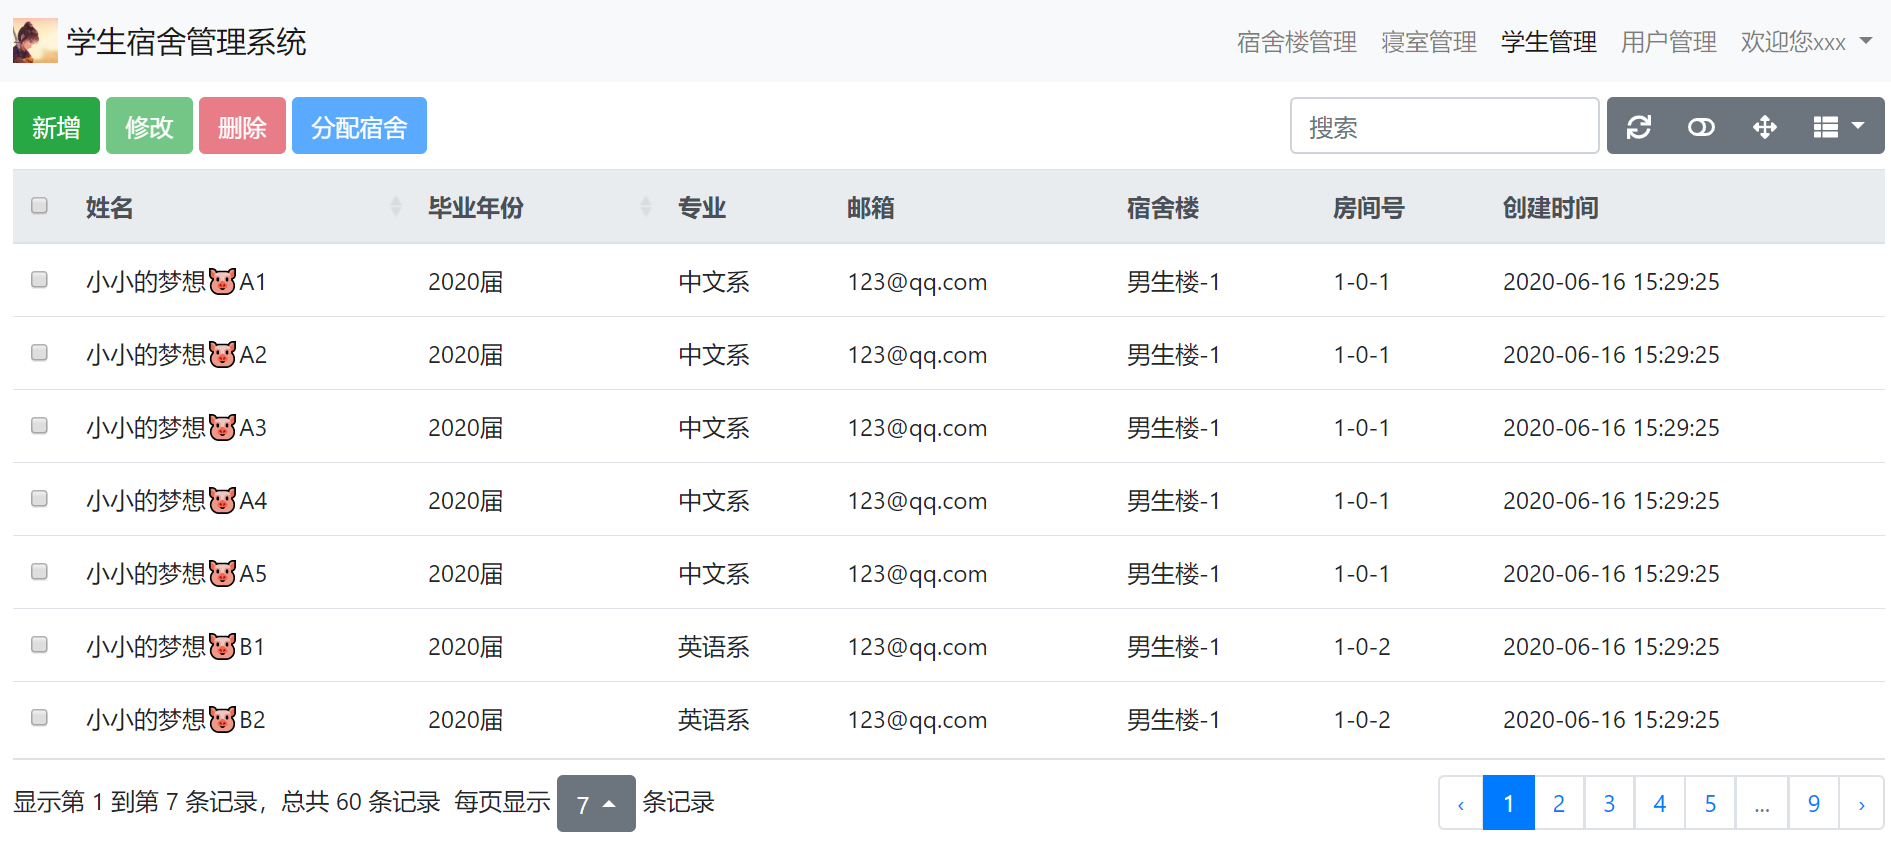 学生宿舍管理系统 宿舍楼管理 寝室管理 学生管理 用户管理 欢迎您xxx
新增 修改 删除 分配宿舍 搜索
姓名 毕业年份 专业 邮箱 宿舍楼 房间号 创建时间
小小的梦想🐷A1 2020届 中文系 123@qq.com 男生楼-1 1-0-1 2020-06-16 15:29:25
小小的梦想🐷A2 2020届 中文系 123@qq.com 男生楼-1 1-0-1 2020-06-16 15:29:25
小小的梦想🐷A3 2020届 中文系 123@qq.com 男生楼-1 1-0-1 2020-06-16 15:29:25
小小的梦想🐷A4 2020届 中文系 123@qq.com 男生楼-1 1-0-1 2020-06-16 15:29:25
小小的梦想🐷A5 2020届 中文系 123@qq.com 男生楼-1 1-0-1 2020-06-16 15:29:25
小小的梦想🐷B1 2020届 英语系 123@qq.com 男生楼-1 1-0-2 2020-06-16 15:29:25
小小的梦想🐷B2 2020届 英语系 123@qq.com 男生楼-1 1-0-2 2020-06-16 15:29:25
显示第 1 到第 7 条记录，总共 60 条记录 每页显示 7 条记录 ‹ 1 2 3 4 5 ... 9 ›